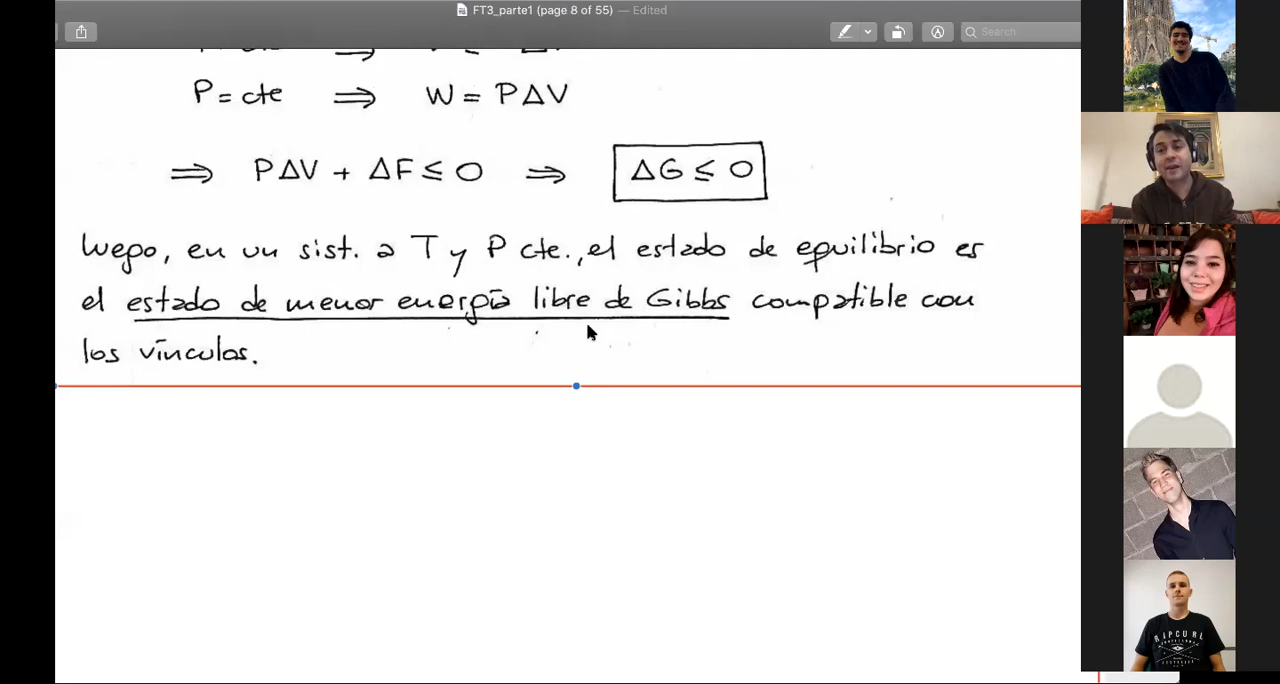 FT3_parte1 (page 8 of 55) — Edited
Search
P = cte ⟹ W = PΔV
⟹ PΔV + ΔF ≤ 0 ⟹ ΔG ≤ 0
luego, en un sist. a T y P cte., el estado de equilibrio es
el estado de menor energía libre de Gibbs compatible con
los vínculos.
RIPCURL